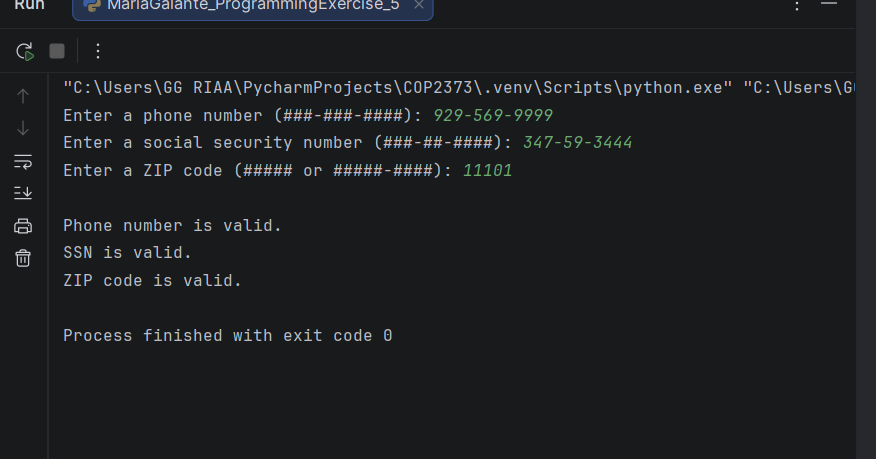 Run MariaGalante_ProgrammingExercise_5
"C:\Users\GG RIAA\PycharmProjects\COP2373\.venv\Scripts\python.exe" "C:\Users\G
Enter a phone number (###-###-####): 929-569-9999
Enter a social security number (###-##-####): 347-59-3444
Enter a ZIP code (##### or #####-####): 11101
Phone number is valid.
SSN is valid.
ZIP code is valid.
Process finished with exit code 0